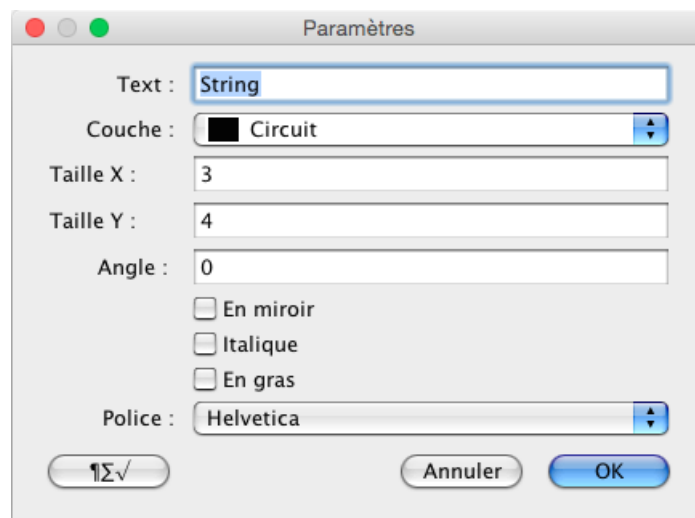 Paramètres
Text : String
Couche : Circuit
Taille X : 3
Taille Y : 4
Angle : 0
En miroir
Italique
En gras
Police : Helvetica
¶Σ√ Annuler OK